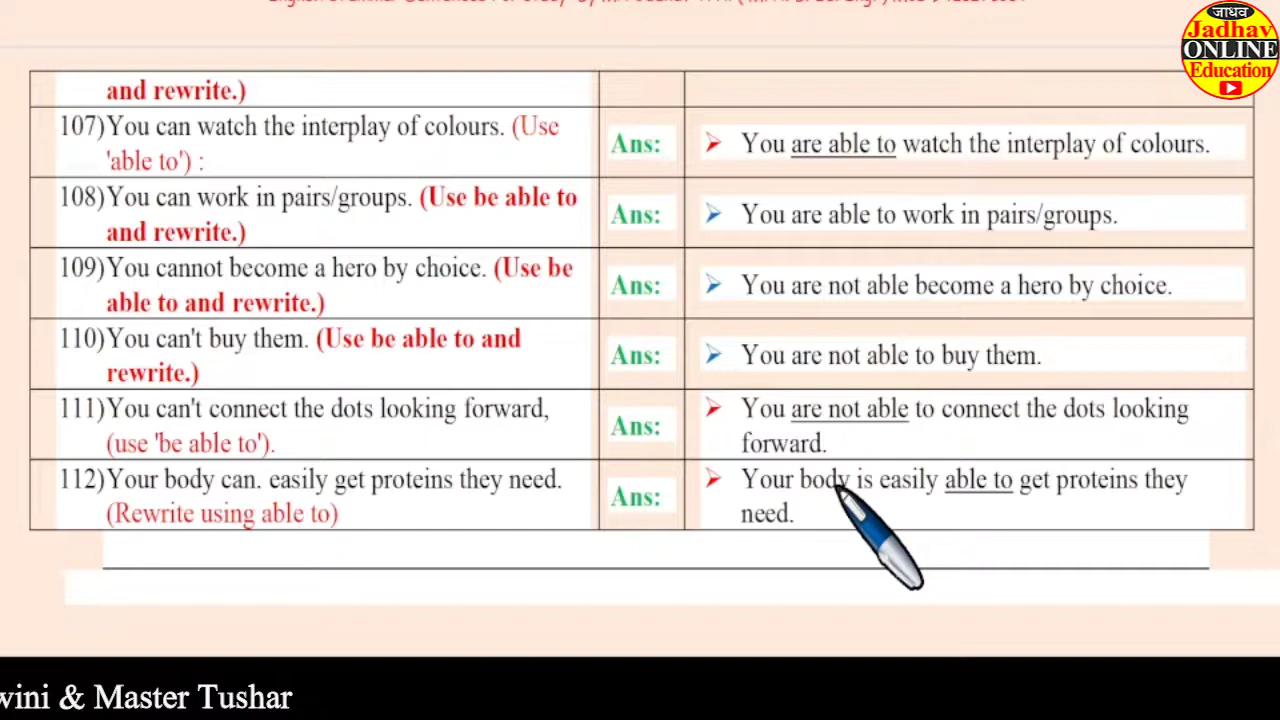 जाधव
Jadhav
ONLINE
Education
and rewrite.)
107)You can watch the interplay of colours. (Use
'able to') :
Ans:
You are able to watch the interplay of colours.
108)You can work in pairs/groups. (Use be able to
and rewrite.)
Ans:
You are able to work in pairs/groups.
109)You cannot become a hero by choice. (Use be
able to and rewrite.)
Ans:
You are not able become a hero by choice.
110)You can't buy them. (Use be able to and
rewrite.)
Ans:
You are not able to buy them.
111)You can't connect the dots looking forward,
(use 'be able to').
Ans:
You are not able to connect the dots looking
forward.
112)Your body can. easily get proteins they need.
(Rewrite using able to)
Ans:
Your body is easily able to get proteins they
need.
wini & Master Tushar